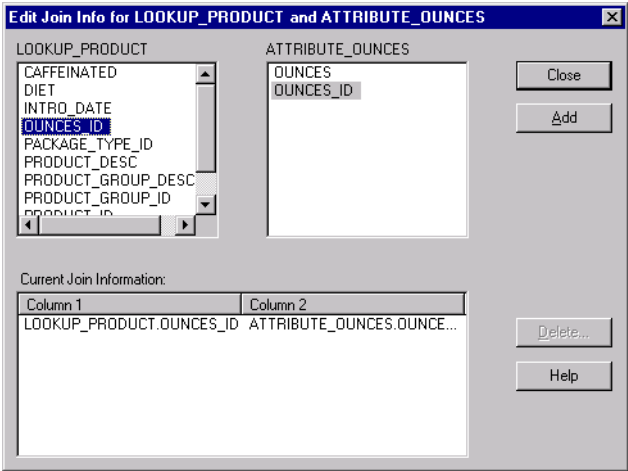 Edit Join Info for LOOKUP_PRODUCT and ATTRIBUTE_OUNCES
LOOKUP_PRODUCT
CAFFEINATED
DIET
INTRO_DATE
OUNCES_ID
PACKAGE_TYPE_ID
PRODUCT_DESC
PRODUCT_GROUP_DESC
PRODUCT_GROUP_ID
PRODUCT_ID
ATTRIBUTE_OUNCES
OUNCES
OUNCES_ID
Close
Add
Current Join Information:
Column 1 Column 2
LOOKUP_PRODUCT.OUNCES_ID ATTRIBUTE_OUNCES.OUNCE...
Delete...
Help